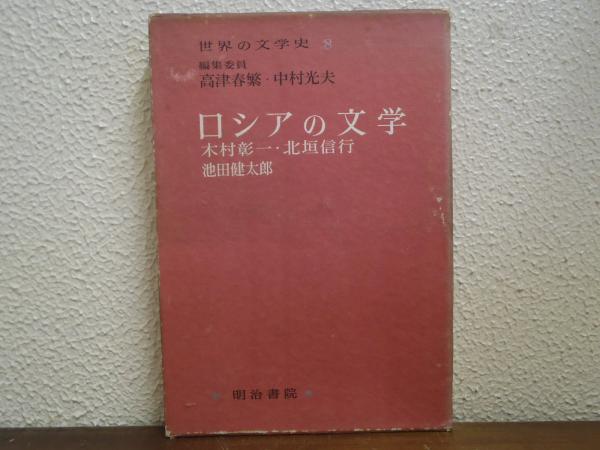 世界の文学史 8
編集委員
高津春繁・中村光夫
ロシアの文学
木村彰一・北垣信行
池田健太郎
明治書院